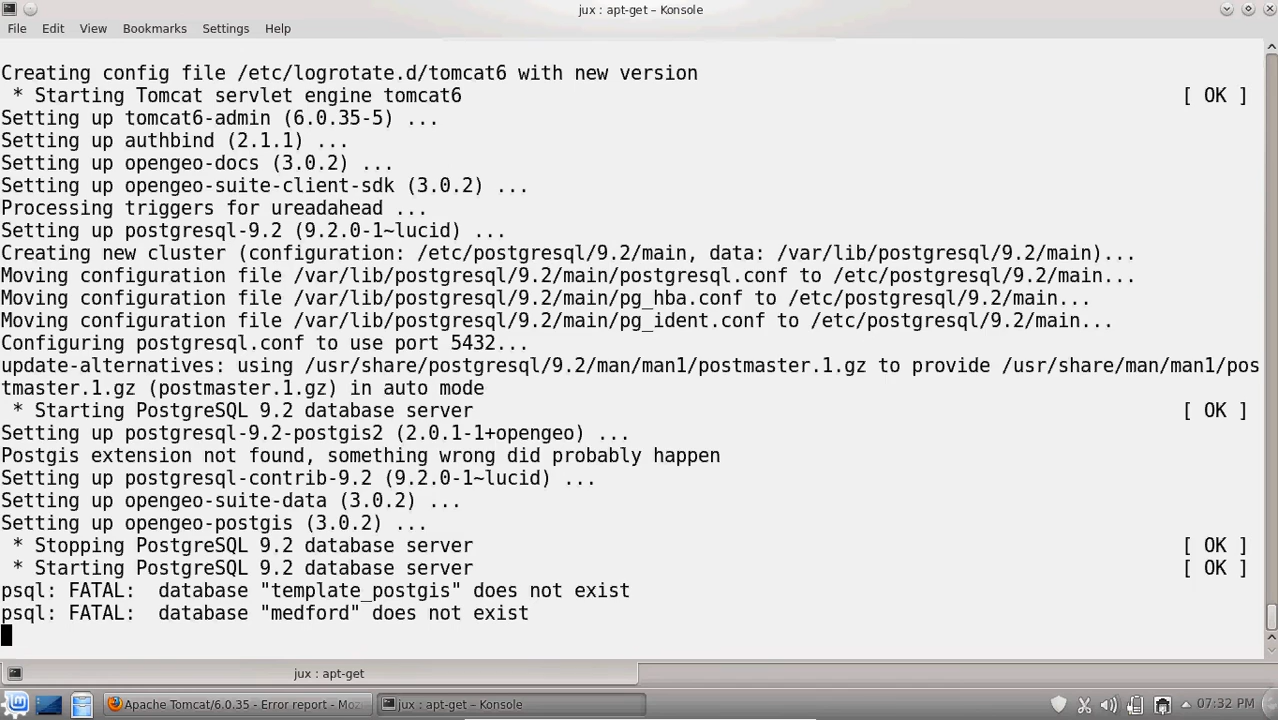 jux : apt-get – Konsole
File Edit View Bookmarks Settings Help
Creating config file /etc/logrotate.d/tomcat6 with new version
* Starting Tomcat servlet engine tomcat6 [ OK ]
Setting up tomcat6-admin (6.0.35-5) ...
Setting up authbind (2.1.1) ...
Setting up opengeo-docs (3.0.2) ...
Setting up opengeo-suite-client-sdk (3.0.2) ...
Processing triggers for ureadahead ...
Setting up postgresql-9.2 (9.2.0-1~lucid) ...
Creating new cluster (configuration: /etc/postgresql/9.2/main, data: /var/lib/postgresql/9.2/main)...
Moving configuration file /var/lib/postgresql/9.2/main/postgresql.conf to /etc/postgresql/9.2/main...
Moving configuration file /var/lib/postgresql/9.2/main/pg_hba.conf to /etc/postgresql/9.2/main...
Moving configuration file /var/lib/postgresql/9.2/main/pg_ident.conf to /etc/postgresql/9.2/main...
Configuring postgresql.conf to use port 5432...
update-alternatives: using /usr/share/postgresql/9.2/man/man1/postmaster.1.gz to provide /usr/share/man/man1/pos
tmaster.1.gz (postmaster.1.gz) in auto mode
* Starting PostgreSQL 9.2 database server [ OK ]
Setting up postgresql-9.2-postgis2 (2.0.1-1+opengeo) ...
Postgis extension not found, something wrong did probably happen
Setting up postgresql-contrib-9.2 (9.2.0-1~lucid) ...
Setting up opengeo-suite-data (3.0.2) ...
Setting up opengeo-postgis (3.0.2) ...
* Stopping PostgreSQL 9.2 database server [ OK ]
* Starting PostgreSQL 9.2 database server [ OK ]
psql: FATAL:  database "template_postgis" does not exist
psql: FATAL:  database "medford" does not exist
jux : apt-get
Apache Tomcat/6.0.35 - Error report - Moz jux : apt-get – Konsole 07:32 PM